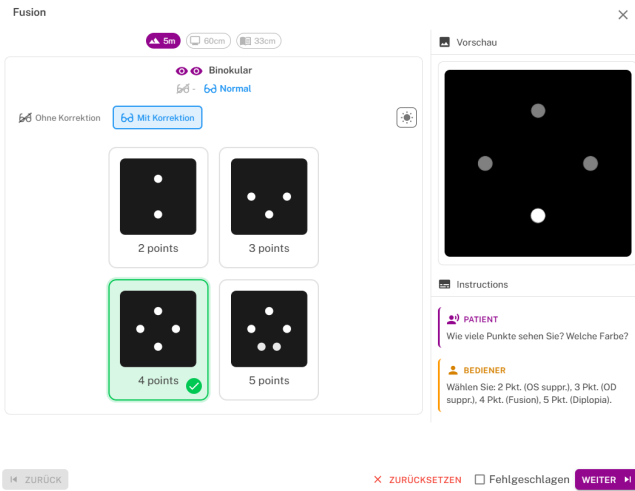 Fusion
5m
60cm
33cm
Binokular
- Normal
Ohne Korrektion
Mit Korrektion
2 points
3 points
4 points
5 points
Vorschau
Instructions
PATIENT
Wie viele Punkte sehen Sie? Welche Farbe?
BEDIENER
Wählen Sie: 2 Pkt. (OS suppr.), 3 Pkt. (OD
suppr.), 4 Pkt. (Fusion), 5 Pkt. (Diplopia).
ZURÜCK
ZURÜCKSETZEN
Fehlgeschlagen
WEITER